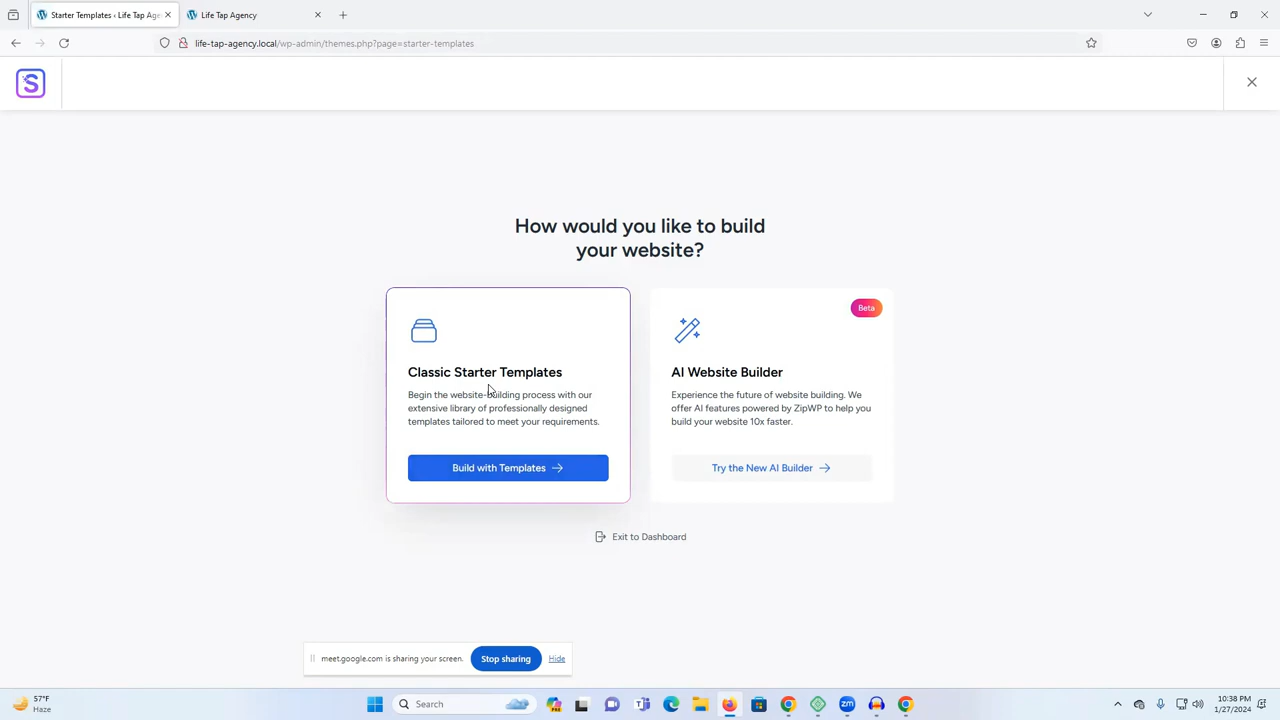 Starter Templates ‹ Life Tap Age
Life Tap Agency
life-tap-agency.local/wp-admin/themes.php?page=starter-templates
S
How would you like to build
your website?
Classic Starter Templates
Begin the website-building process with our
extensive library of professionally designed
templates tailored to meet your requirements.
Build with Templates
Beta
AI Website Builder
Experience the future of website building. We
offer AI features powered by ZipWP to help you
build your website 10x faster.
Try the New AI Builder
Exit to Dashboard
meet.google.com is sharing your screen.
Stop sharing
Hide
57°F
Haze
Search
zm
10:38 PM
1/27/2024